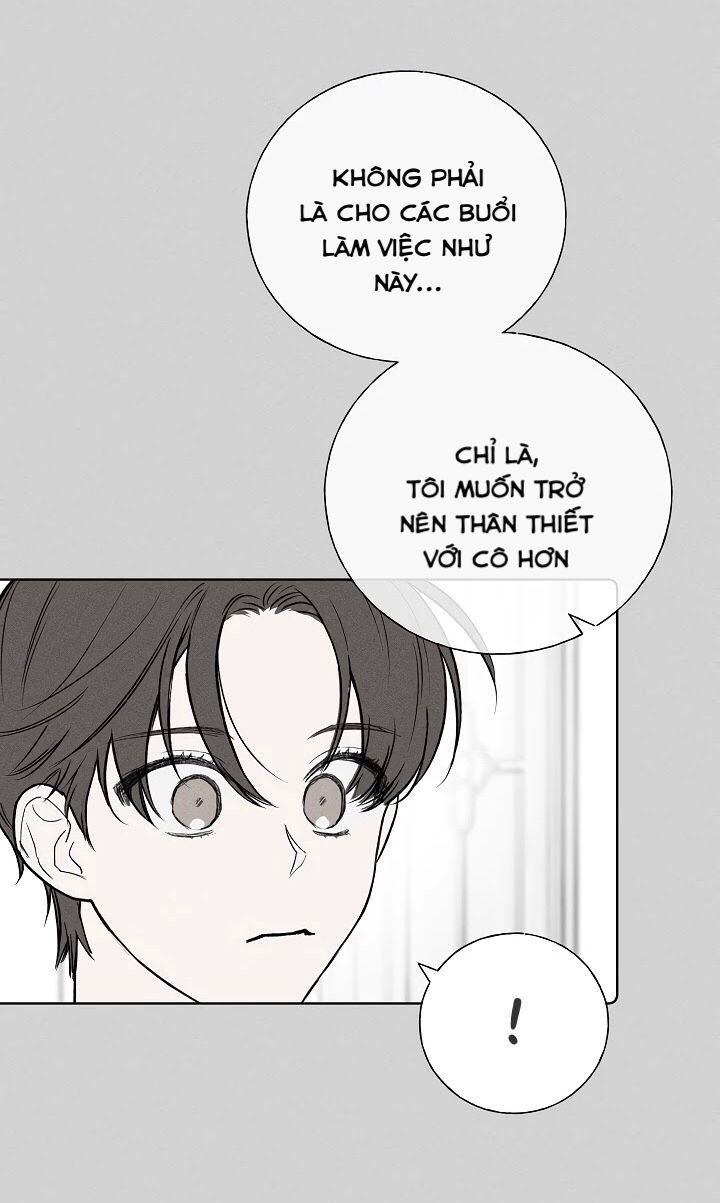 KHÔNG PHẢI
LÀ CHO CÁC BUỔI
LÀM VIỆC NHƯ
NÀY...
CHỈ LÀ,
TÔI MUỐN TRỞ
NÊN THÂN THIẾT
VỚI CÔ HƠN
!